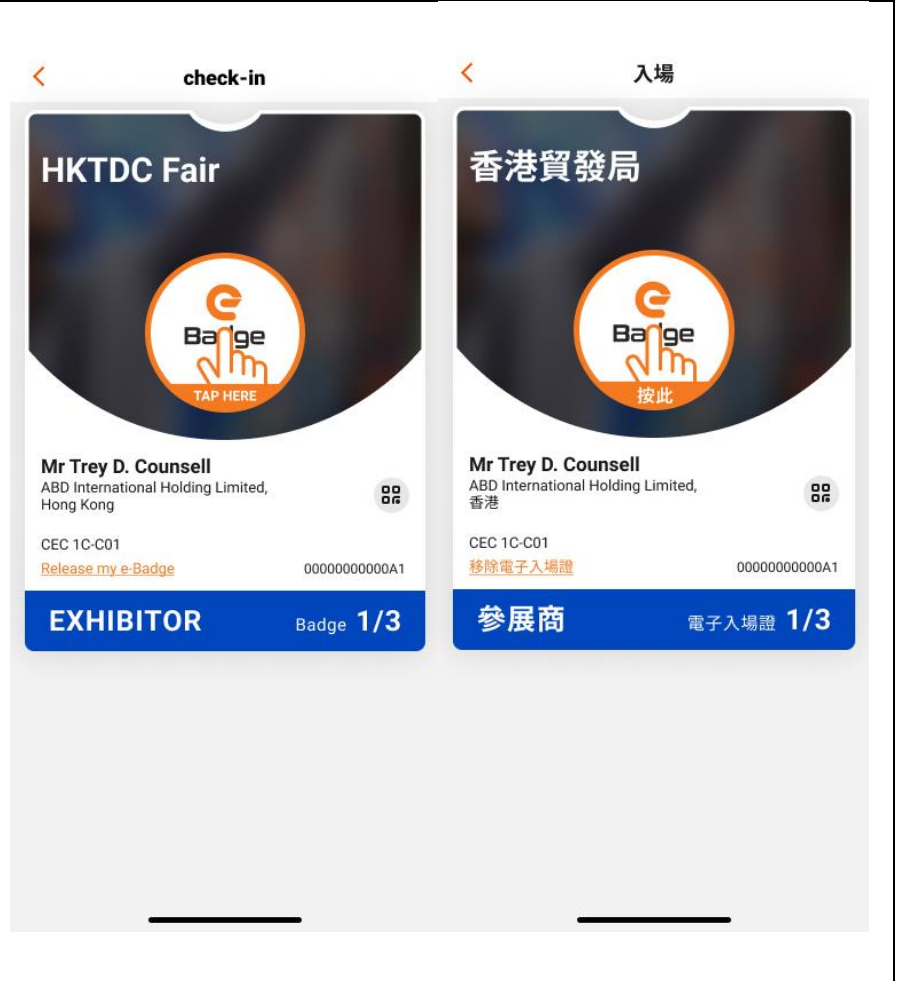 check-in
HKTDC Fair
Badge
TAP HERE
Mr Trey D. Counsell
ABD International Holding Limited,
Hong Kong
CEC 1C-C01
Release my e-Badge
00000000000A1
EXHIBITOR
Badge 1/3
入場
香港貿發局
Badge
按此
Mr Trey D. Counsell
ABD International Holding Limited,
香港
CEC 1C-C01
移除電子入場證
00000000000A1
參展商
電子入場證 1/3